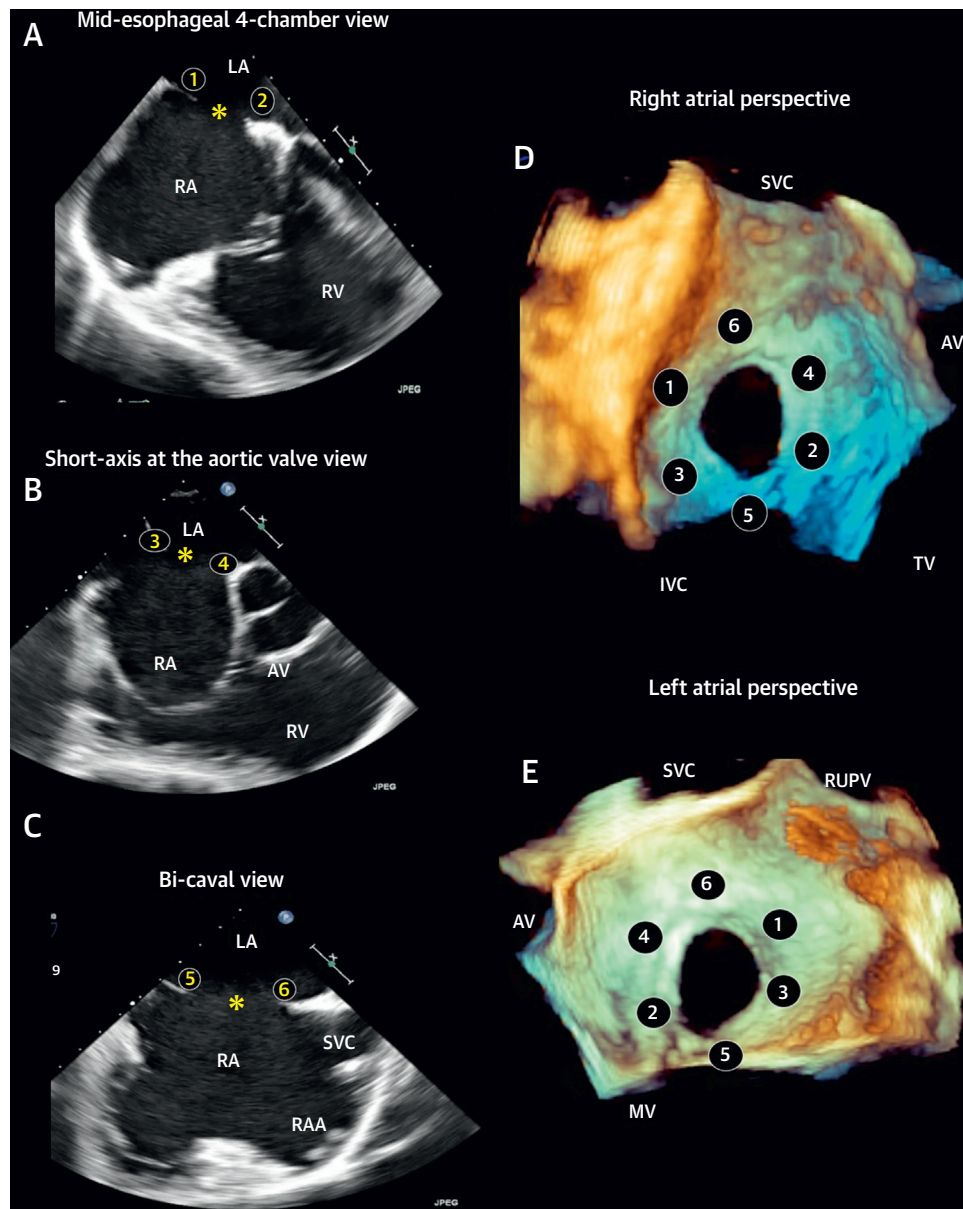 A
Mid-esophageal 4-chamber view
1
LA
*
2
x
RA
RV
JPEG
B
Short-axis at the aortic valve view
P
x
3
LA
*
4
RA
AV
RV
JPEG
C
Bi-caval view
9
LA
x
5
*
6
RA
SVC
RAA
JPEG
Right atrial perspective
D
SVC
6
AV
1
4
2
3
5
TV
IVC
Left atrial perspective
E
SVC
RUPV
6
AV
4
1
3
2
5
MV